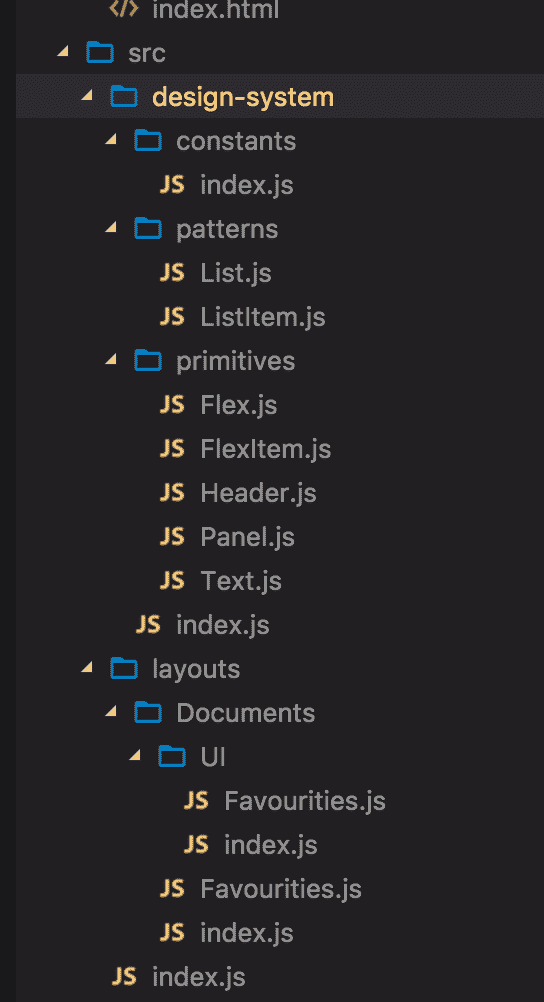 </> index.html
src
design-system
constants
JS index.js
patterns
JS List.js
JS ListItem.js
primitives
JS Flex.js
JS FlexItem.js
JS Header.js
JS Panel.js
JS Text.js
JS index.js
layouts
Documents
UI
JS Favourities.js
JS index.js
JS Favourities.js
JS index.js
JS index.js